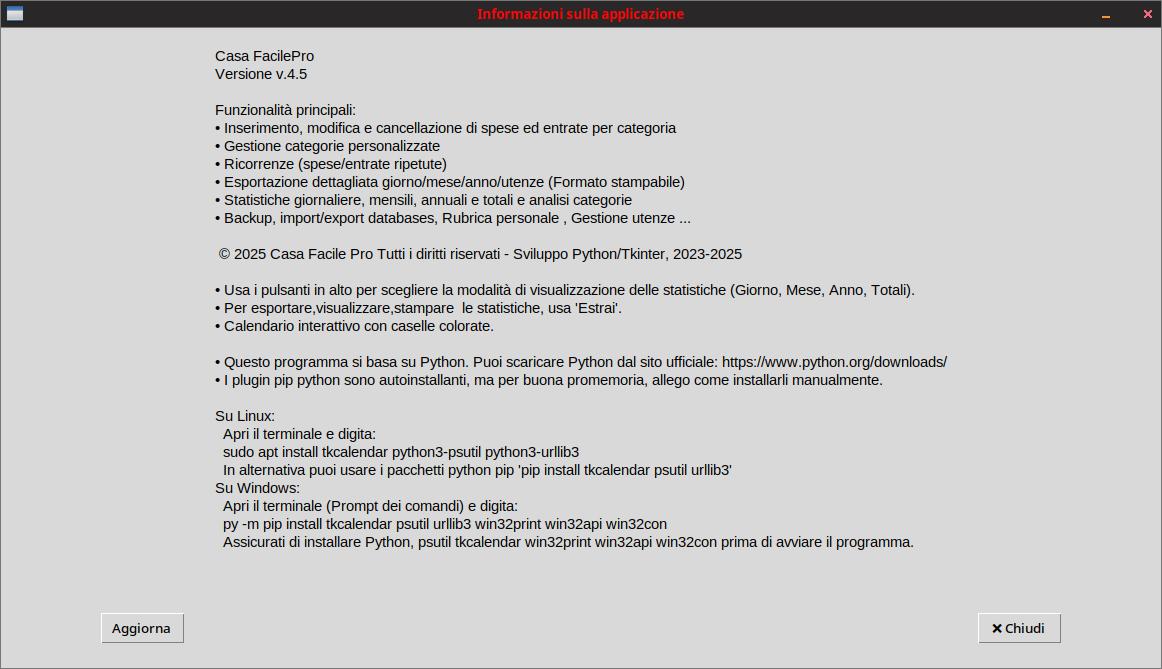 Informazioni sulla applicazione
Casa FacilePro
Versione v.4.5
Funzionalità principali:
• Inserimento, modifica e cancellazione di spese ed entrate per categoria
• Gestione categorie personalizzate
• Ricorrenze (spese/entrate ripetute)
• Esportazione dettagliata giorno/mese/anno/utenze (Formato stampabile)
• Statistiche giornaliere, mensili, annuali e totali e analisi categorie
• Backup, import/export databases, Rubrica personale , Gestione utenze ...
© 2025 Casa Facile Pro Tutti i diritti riservati - Sviluppo Python/Tkinter, 2023-2025
• Usa i pulsanti in alto per scegliere la modalità di visualizzazione delle statistiche (Giorno, Mese, Anno, Totali).
• Per esportare,visualizzare,stampare  le statistiche, usa 'Estrai'.
• Calendario interattivo con caselle colorate.
• Questo programma si basa su Python. Puoi scaricare Python dal sito ufficiale: https://www.python.org/downloads/
• I plugin pip python sono autoinstallanti, ma per buona promemoria, allego come installarli manualmente.
Su Linux:
Apri il terminale e digita:
sudo apt install tkcalendar python3-psutil python3-urllib3
In alternativa puoi usare i pacchetti python pip 'pip install tkcalendar psutil urllib3'
Su Windows:
Apri il terminale (Prompt dei comandi) e digita:
py -m pip install tkcalendar psutil urllib3 win32print win32api win32con
Assicurati di installare Python, psutil tkcalendar win32print win32api win32con prima di avviare il programma.
Aggiorna
Chiudi